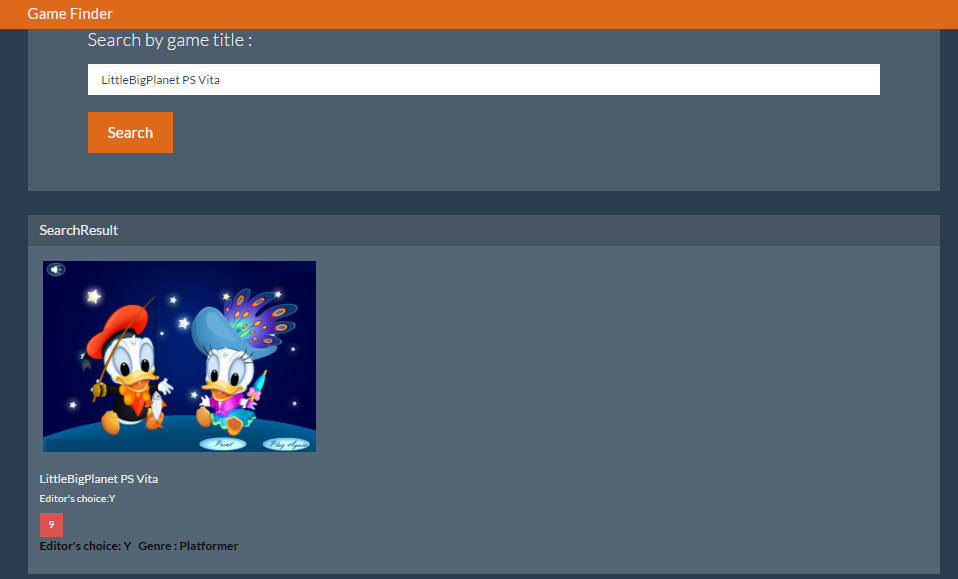 Game Finder
Search by game title :
LittleBigPlanet PS Vita
Search
SearchResult
Print
Play Again
LittleBigPlanet PS Vita
Editor's choice:Y
9
Editor's choice: Y Genre : Platformer